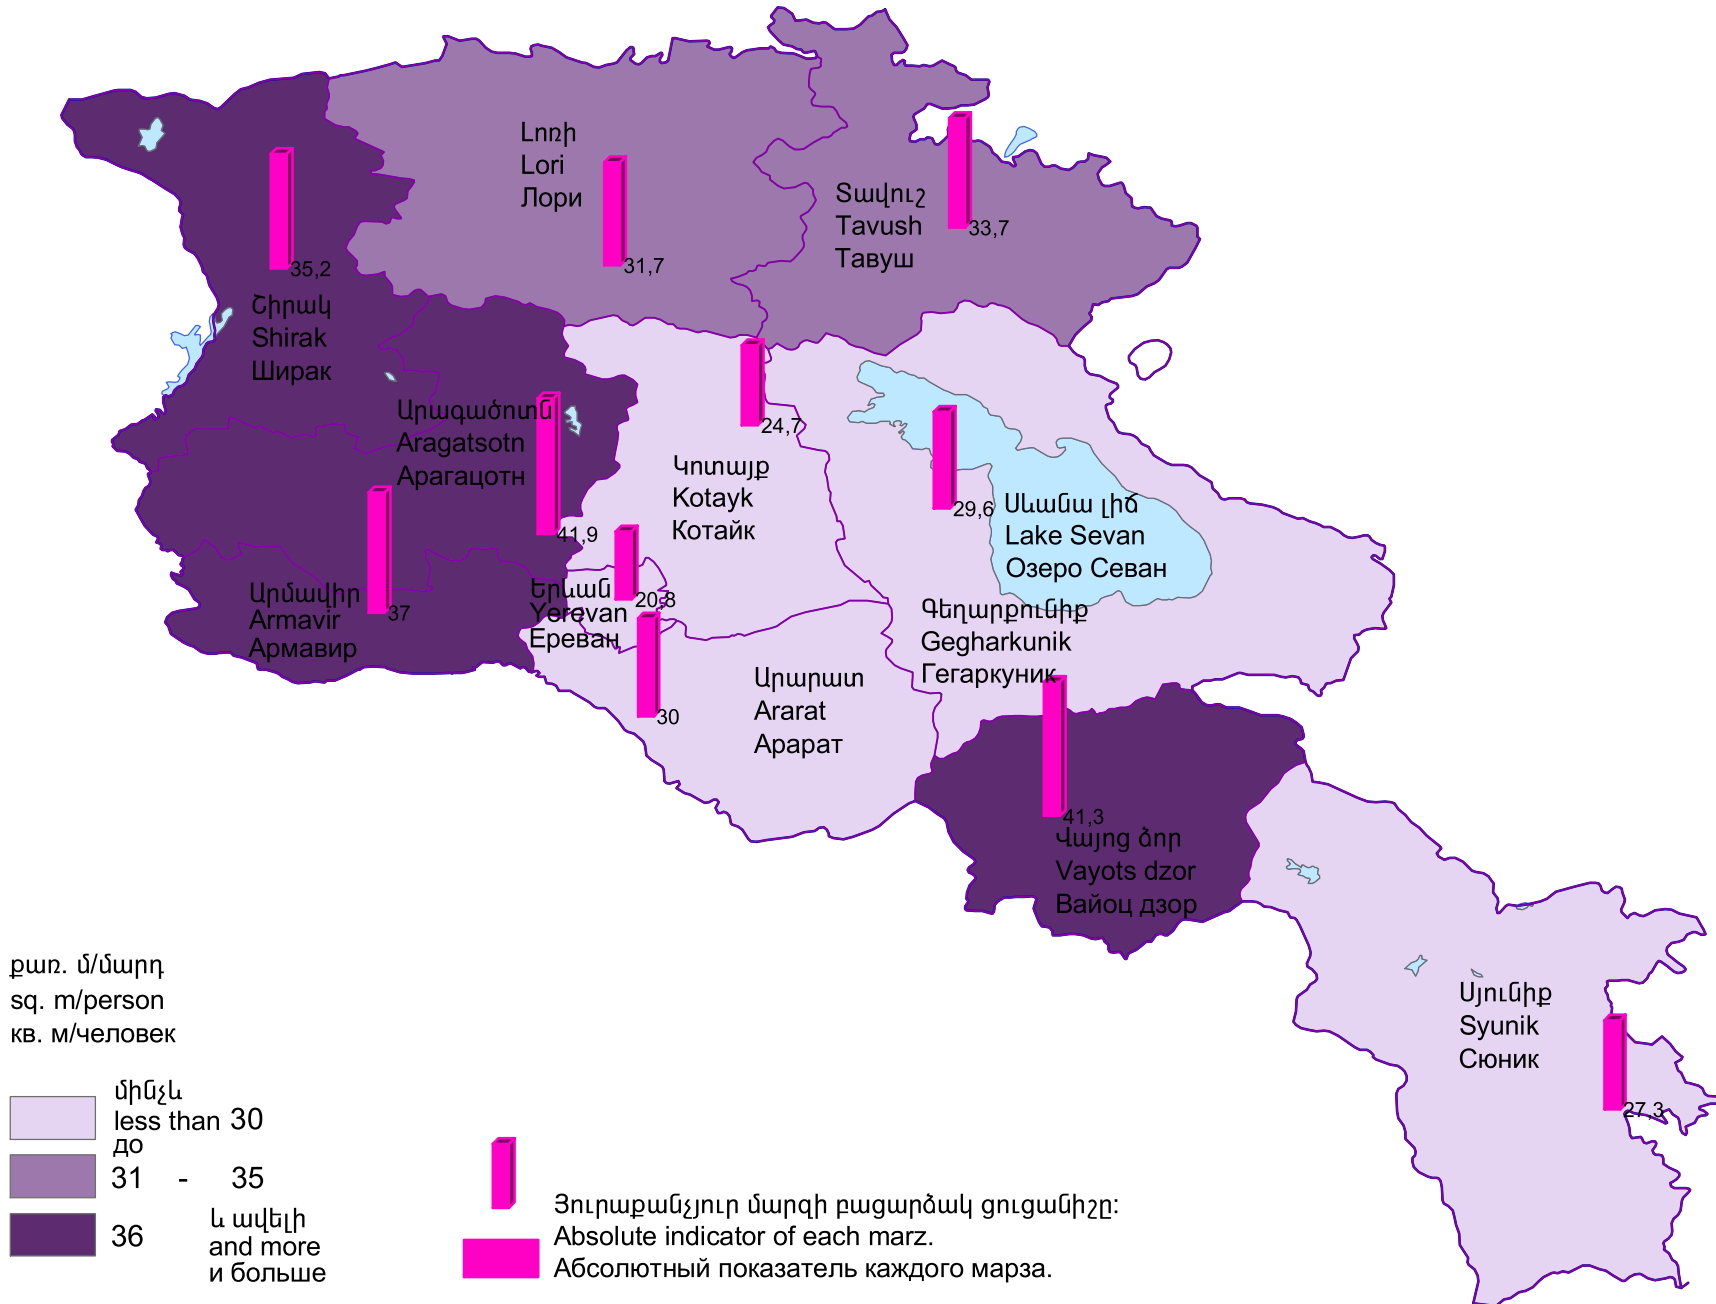 Լոռի
Lori
Лори
31,7
Տավուշ
Tavush
Тавуш
33,7
35,2
Շիրակ
Shirak
Ширак
Արագածոտն
Aragatsotn
Арагацотн
41,9
24,7
Կոտայք
Kotayk
Котайк
29,6
Սևանա լիճ
Lake Sevan
Озеро Севан
Արմավիր
Armavir
Армавир
37
Երևան
Yerevan
Ереван
20,8
30
Արարատ
Ararat
Арарат
Գեղարքունիք
Gegharkunik
Гегаркуник
41,3
Վայոց ձոր
Vayots dzor
Вайоц дзор
Սյունիք
Syunik
Сюник
27,3
քառ. մ/մարդ
sq. m/person
кв. м/человек
մինչև
less than 30
до
31 - 35
36
և ավելի
and more
и больше
Յուրաքանչյուր մարզի բացարձակ ցուցանիշը:
Absolute indicator of each marz.
Абсолютный показатель каждого марза.